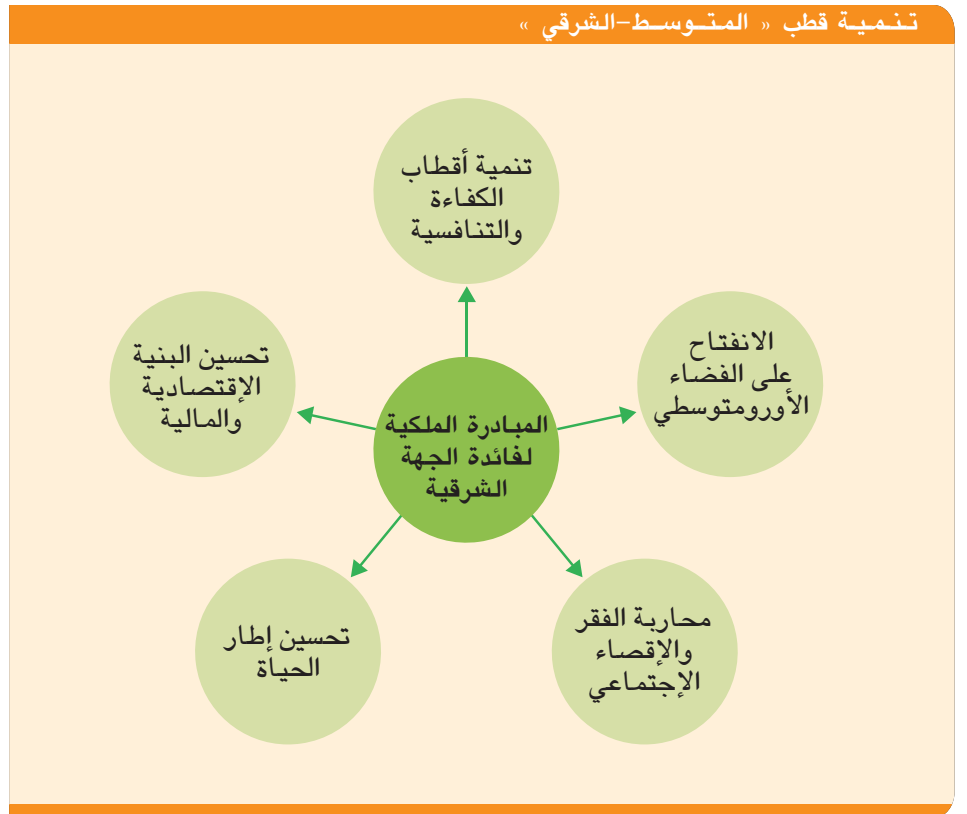 تنمية قطب « المتوسط-الشرقي »
تنمية أقطاب
الكفاءة
والتنافسية
الانفتاح
على الفضاء
الأورومتوسطي
تحسين البنية
الإقتصادية
والمالية
المبادرة الملكية
لفائدة الجهة
الشرقية
محاربة الفقر
والإقصاء
الإجتماعي
تحسين إطار
الحياة